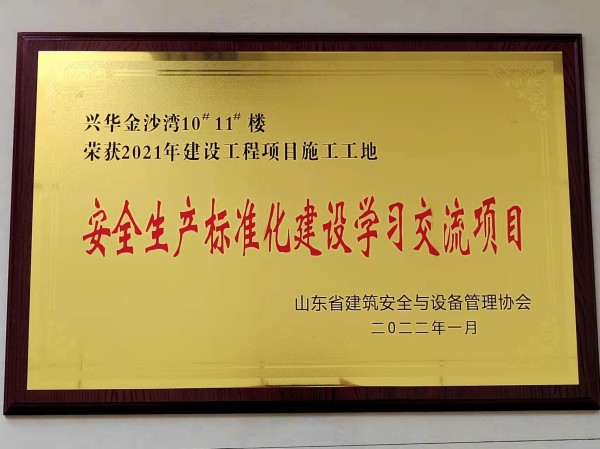 兴华金沙湾10# 11# 楼
荣获2021年建设工程项目施工工地
安全生产标准化建设学习交流项目
山东省建筑安全与设备管理协会
二〇二二年一月